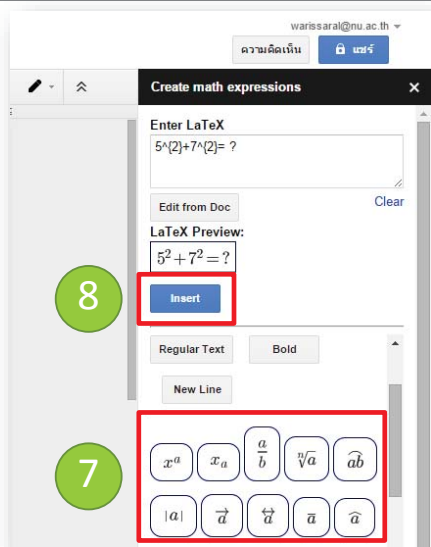 warissaral@nu.ac.th
ความคิดเห็น แชร์
Create math expressions ×
Enter LaTeX
5^{2}+7^{2}= ?
Edit from Doc Clear
LaTeX Preview:
5² + 7² = ?
8 Insert
Regular Text Bold
New Line
7
xᵃ xₐ a/b ⁿ√a a͡b
|a| a⃗ a⃡ ā â